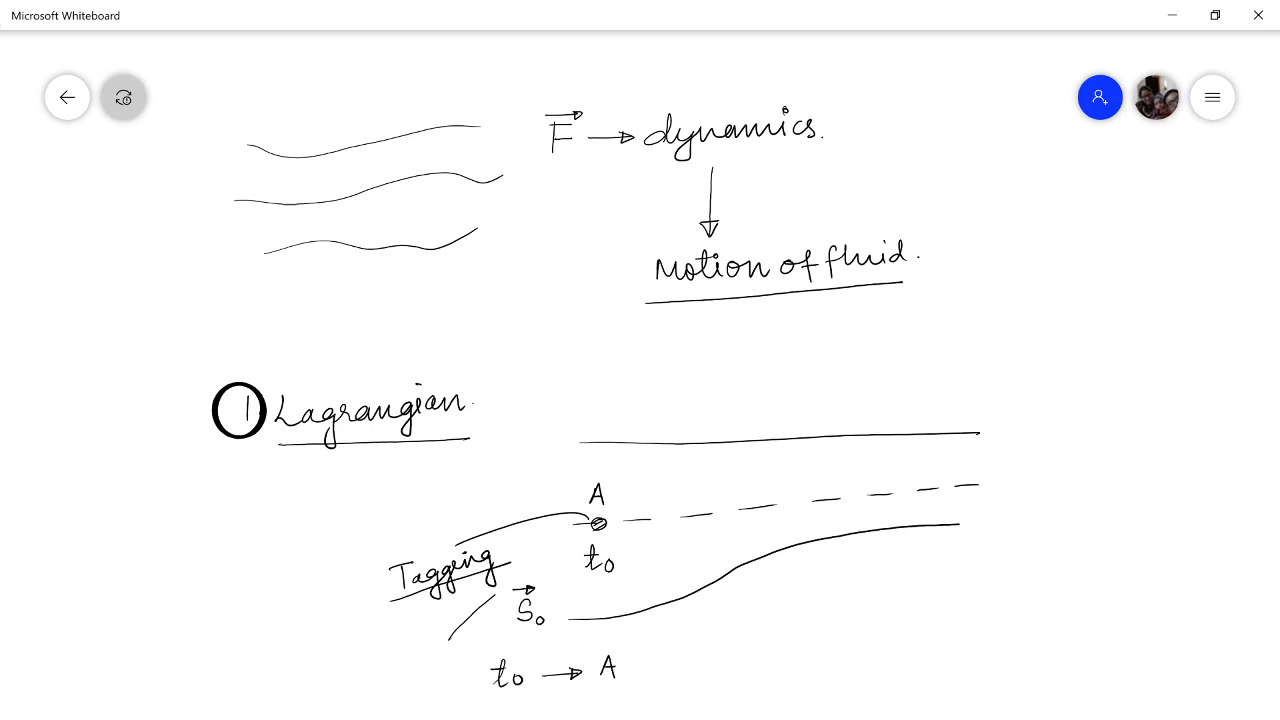 Microsoft Whiteboard
F → dynamics.
Motion of fluid.
1 Lagrangian.
A
t₀
Tagging
S₀
t₀ → A